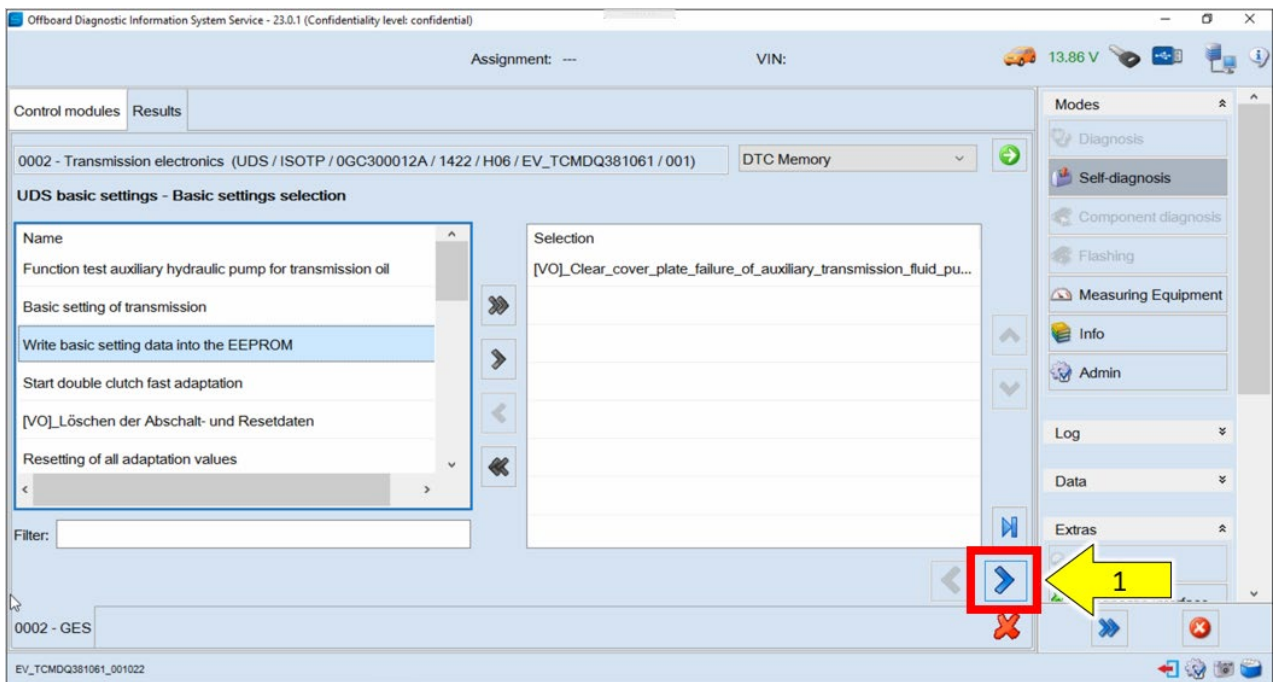 Offboard Diagnostic Information System Service - 23.0.1 (Confidentiality level: confidential)
Assignment: ---
VIN:
13.86 V
Control modules
Results
0002 - Transmission electronics (UDS / ISOTP / 0GC300012A / 1422 / H06 / EV_TCMDQ381061 / 001)
DTC Memory
UDS basic settings - Basic settings selection
Name
Function test auxiliary hydraulic pump for transmission oil
Basic setting of transmission
Write basic setting data into the EEPROM
Start double clutch fast adaptation
[VO]_Löschen der Abschalt- und Resetdaten
Resetting of all adaptation values
Filter:
Selection
[VO]_Clear_cover_plate_failure_of_auxiliary_transmission_fluid_pu...
1
Modes
Diagnosis
Self-diagnosis
Component diagnosis
Flashing
Measuring Equipment
Info
Admin
Log
Data
Extras
0002 - GES
EV_TCMDQ381061_001022